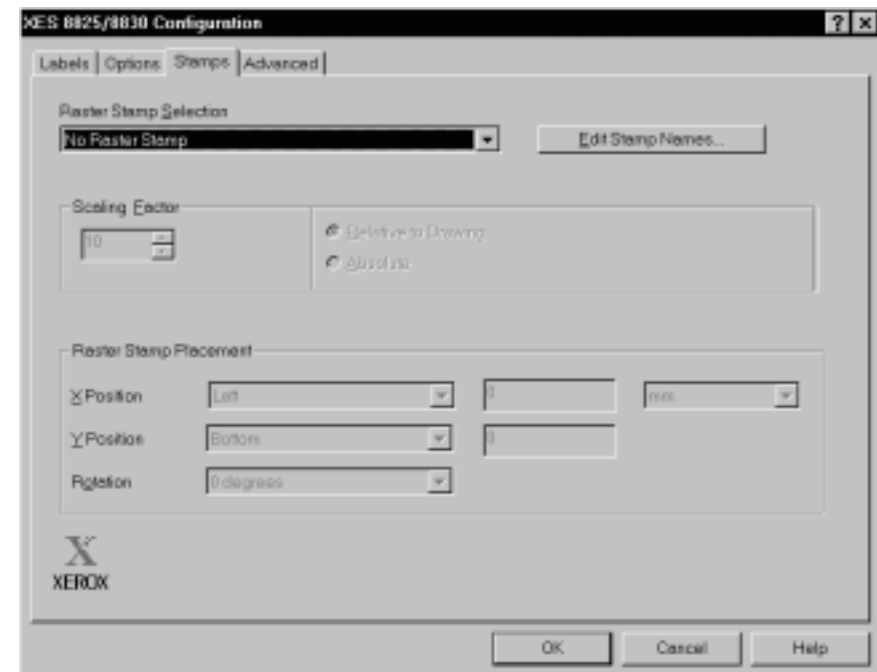 XES 8825/8830 Configuration
Labels Options Stamps Advanced
Raster Stamp Selection
No Raster Stamp Edit Stamp Names...
Scaling Factor
10 Relative to Drawing
Absolute
Raster Stamp Placement
X Position Left 0 mm
Y Position Bottom 0
Rotation 0 degrees
X
XEROX
OK Cancel Help